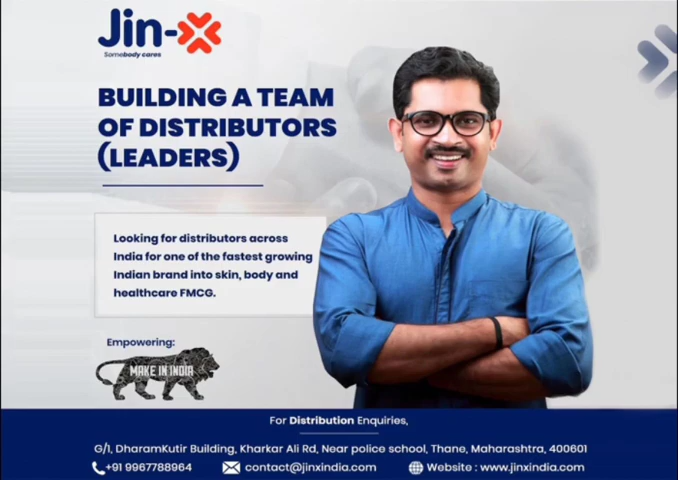 Jin-X
Somebody cares
BUILDING A TEAM
OF DISTRIBUTORS
(LEADERS)
Looking for distributors across
India for one of the fastest growing
Indian brand into skin, body and
healthcare FMCG.
Empowering:
MAKE IN INDIA
For Distribution Enquiries,
G/1, DharamKutir Building, Kharkar Ali Rd, Near police school, Thane, Maharashtra, 400601
+91 9967788964 contact@jinxindia.com Website : www.jinxindia.com